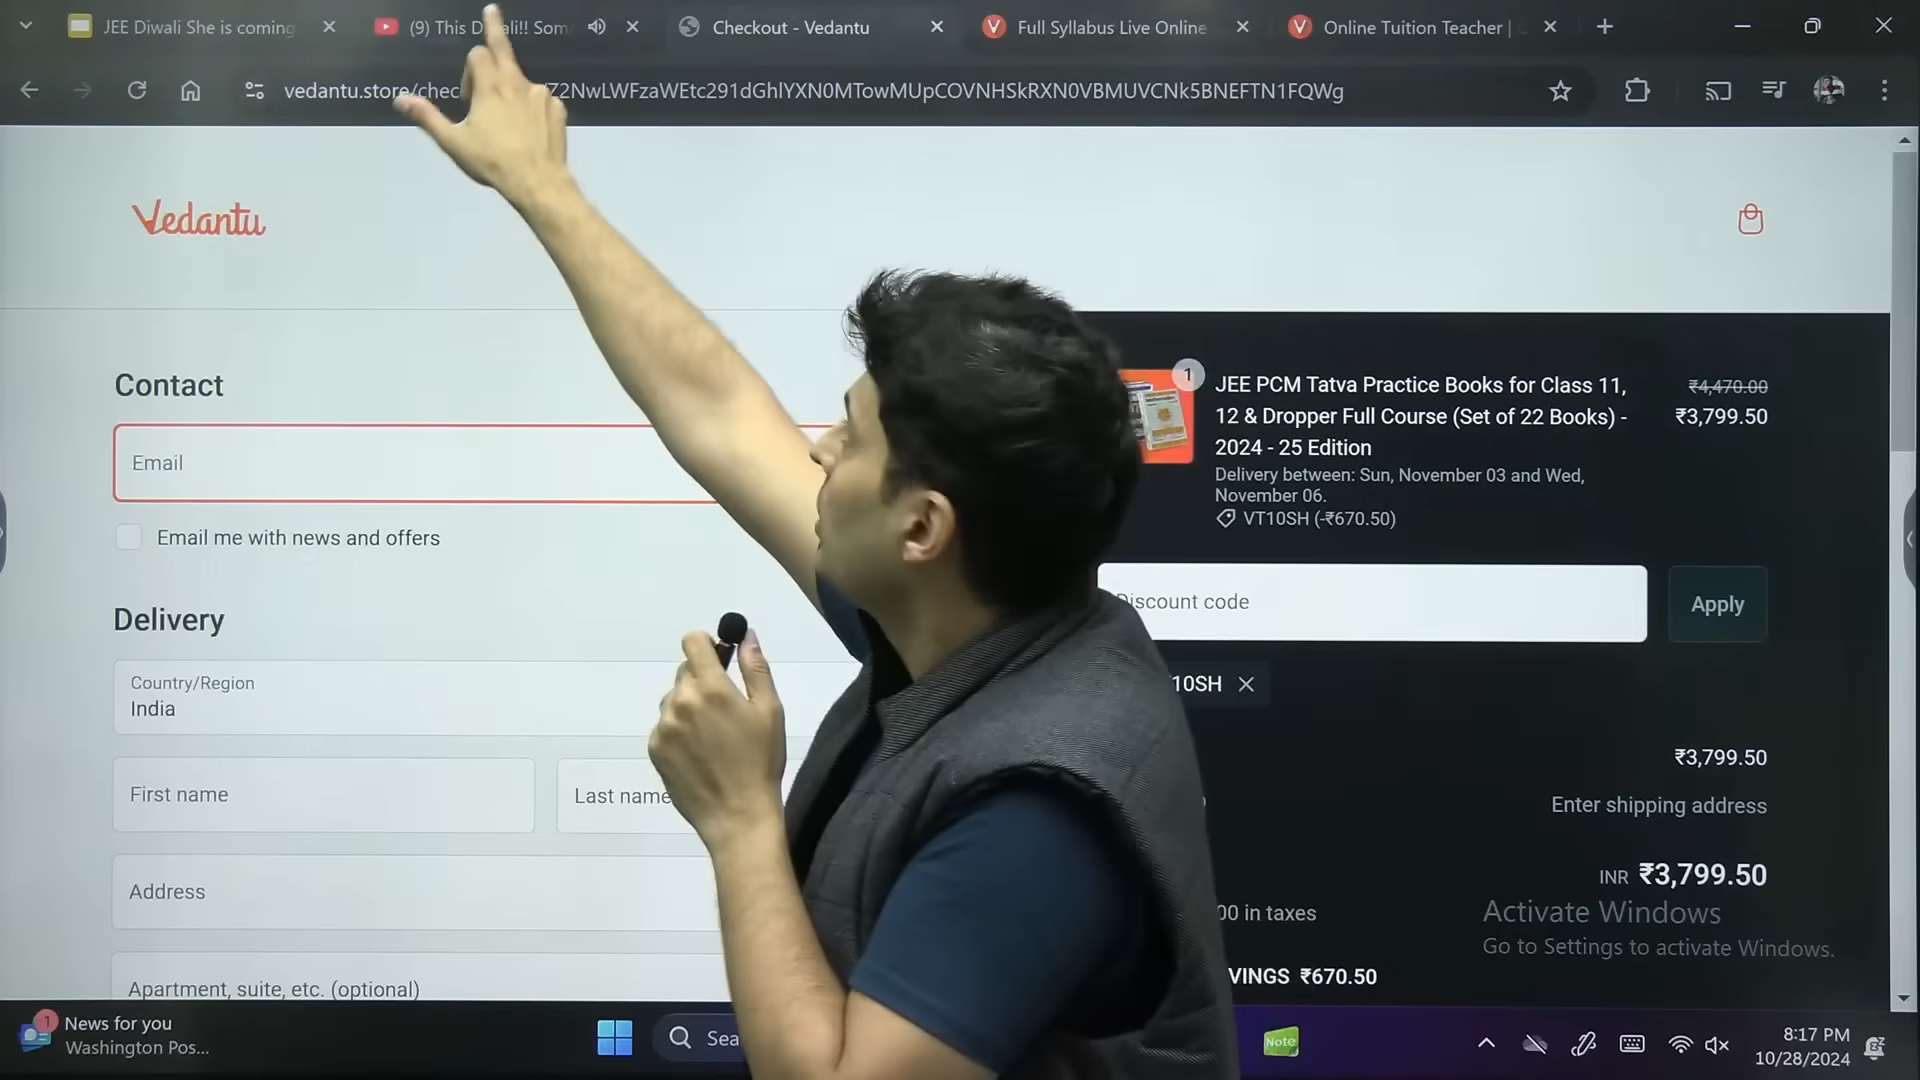 JEE Diwali She is coming
(9) This D ali!! Som
Checkout - Vedantu
Full Syllabus Live Online
Online Tuition Teacher |
vedantu.store/chec Z2NwLWFzaWEtc291dGhlYXN0MTowMUpCOVNHSkRXN0VBMUVCNk5BNEFTN1FQWg
Vedantu
Contact
Email
Email me with news and offers
Delivery
Country/Region
India
First name
Last name
Address
Apartment, suite, etc. (optional)
1
JEE PCM Tatva Practice Books for Class 11,
12 & Dropper Full Course (Set of 22 Books) -
2024 - 25 Edition
₹4,470.00
₹3,799.50
Delivery between: Sun, November 03 and Wed,
November 06.
VT10SH (-₹670.50)
Discount code
Apply
10SH
₹3,799.50
Enter shipping address
INR ₹3,799.50
00 in taxes
VINGS ₹670.50
Activate Windows
Go to Settings to activate Windows.
1
News for you
Washington Pos...
Sea
Note
8:17 PM
10/28/2024